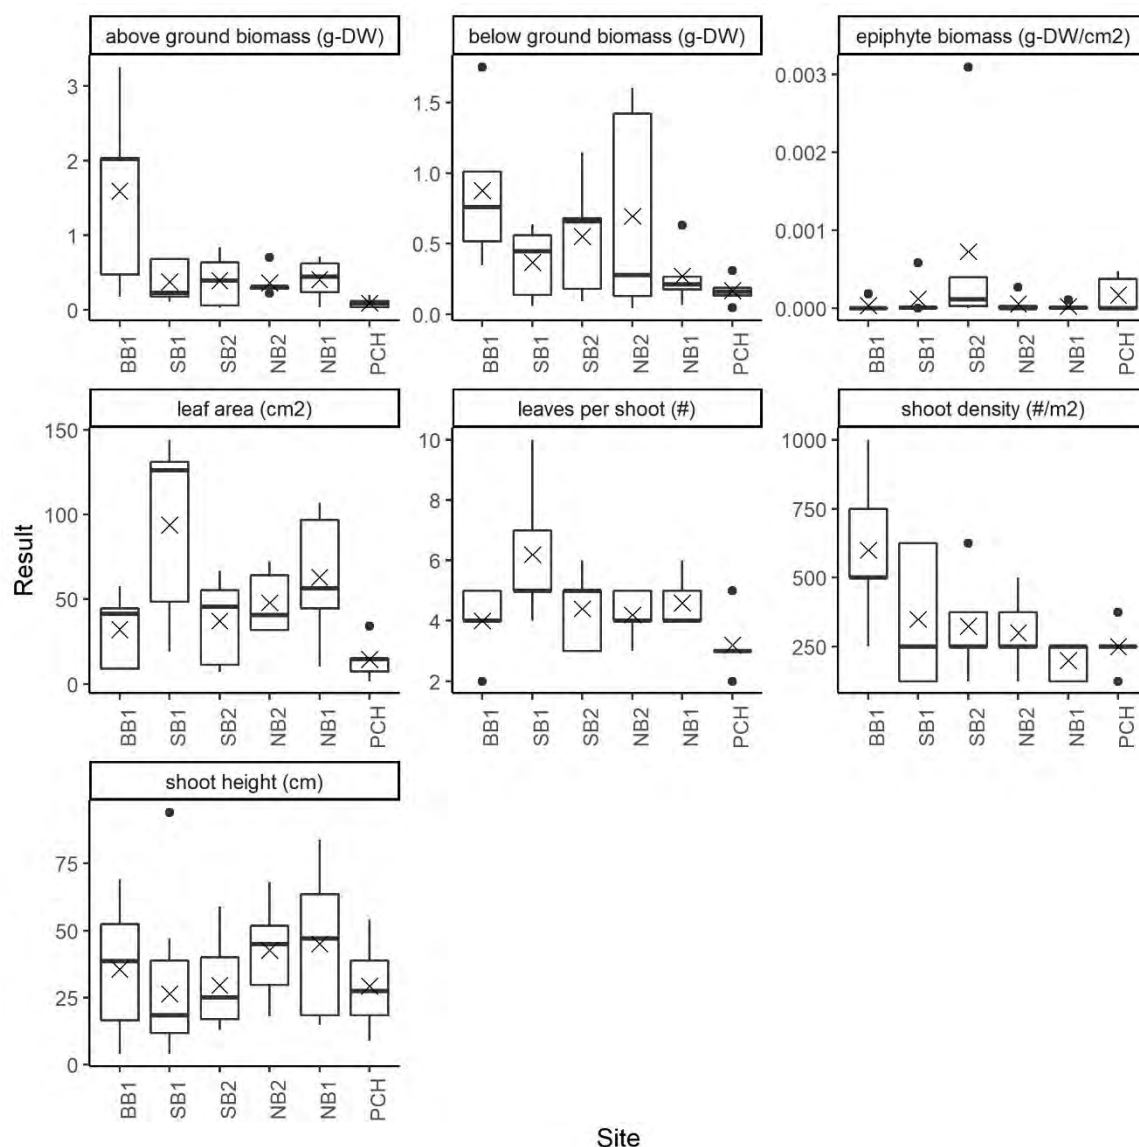 above ground biomass (g-DW)
below ground biomass (g-DW)
epiphyte biomass (g-DW/cm2)
3
2
1
0
1.5
1.0
0.5
0.0
0.003
0.002
0.001
0.000
BB1
SB1
SB2
NB2
NB1
PCH
BB1
SB1
SB2
NB2
NB1
PCH
BB1
SB1
SB2
NB2
NB1
PCH
leaf area (cm2)
leaves per shoot (#)
shoot density (#/m2)
150
100
50
0
10
8
6
4
2
1000
750
500
250
BB1
SB1
SB2
NB2
NB1
PCH
BB1
SB1
SB2
NB2
NB1
PCH
BB1
SB1
SB2
NB2
NB1
PCH
Result
shoot height (cm)
75
50
25
0
BB1
SB1
SB2
NB2
NB1
PCH
Site